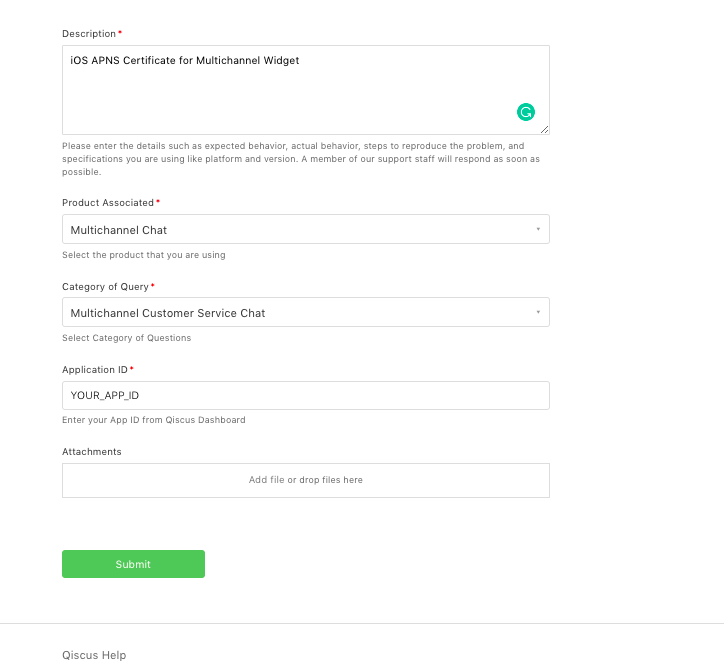 Description*
iOS APNS Certificate for Multichannel Widget
Please enter the details such as expected behavior, actual behavior, steps to reproduce the problem, and
specifications you are using like platform and version. A member of our support staff will respond as soon as
possible.
Product Associated*
Multichannel Chat
Select the product that you are using
Category of Query*
Multichannel Customer Service Chat
Select Category of Questions
Application ID*
YOUR_APP_ID
Enter your App ID from Qiscus Dashboard
Attachments
Add file or drop files here
Submit
Qiscus Help